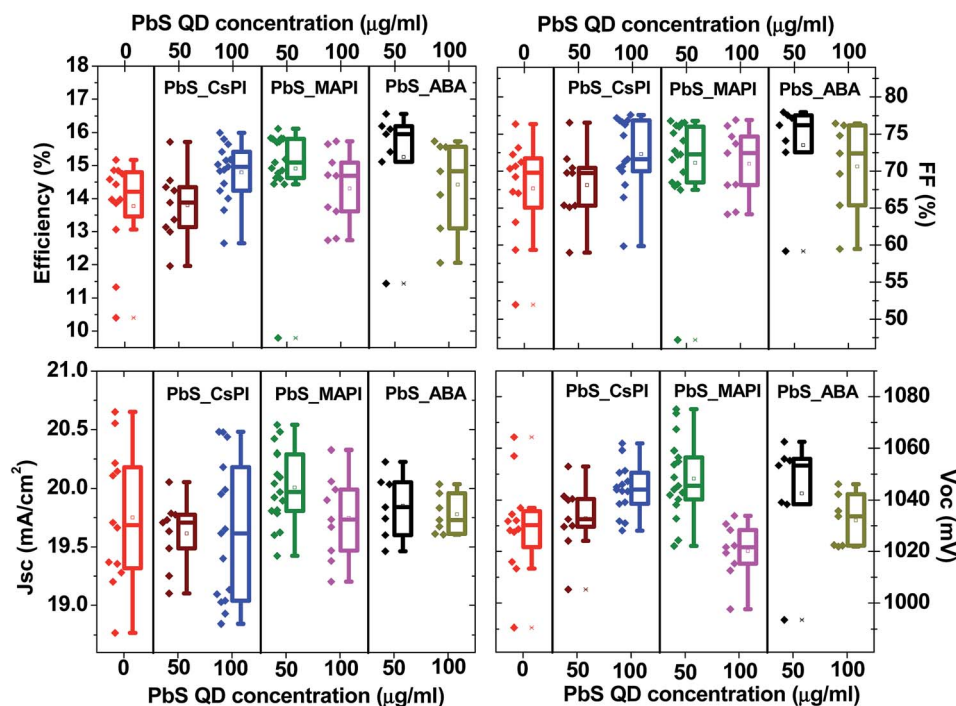 PbS QD concentration (µg/ml) PbS QD concentration (µg/ml)
0 50 100 50 100 50 100 0 50 100 50 100 50 100
PbS_CsPI PbS_MAPI PbS_ABA PbS_CsPI PbS_MAPI PbS_ABA
Efficiency (%)
18
17
16
15
14
13
12
11
10
FF (%)
80
75
70
65
60
55
50
PbS_CsPI PbS_MAPI PbS_ABA PbS_CsPI PbS_MAPI PbS_ABA
Jsc (mA/cm²)
21.0
20.5
20.0
19.5
19.0
Voc (mV)
1080
1060
1040
1020
1000
0 50 100 50 100 50 100 0 50 100 50 100 50 100
PbS QD concentration (µg/ml) PbS QD concentration (µg/ml)